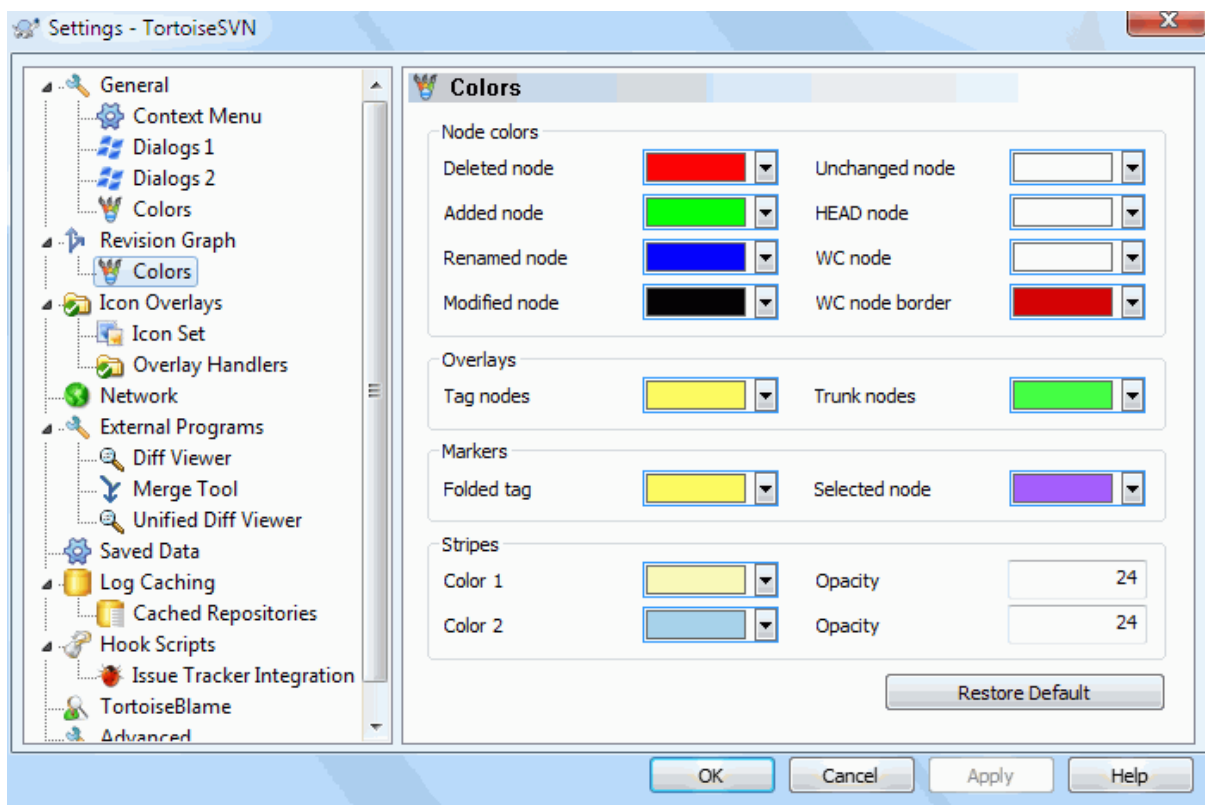 Settings - TortoiseSVN
General
Context Menu
Dialogs 1
Dialogs 2
Colors
Revision Graph
Colors
Icon Overlays
Icon Set
Overlay Handlers
Network
External Programs
Diff Viewer
Merge Tool
Unified Diff Viewer
Saved Data
Log Caching
Cached Repositories
Hook Scripts
Issue Tracker Integration
TortoiseBlame
Advanced
Colors
Node colors
Deleted node
Unchanged node
Added node
HEAD node
Renamed node
WC node
Modified node
WC node border
Overlays
Tag nodes
Trunk nodes
Markers
Folded tag
Selected node
Stripes
Color 1
Opacity
24
Color 2
Opacity
24
Restore Default
OK
Cancel
Apply
Help